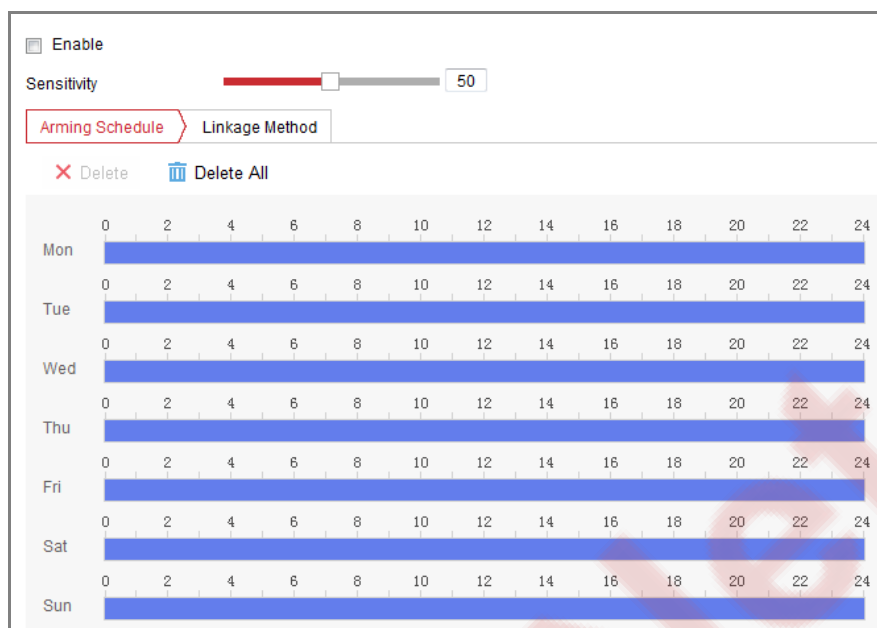 Enable
Sensitivity 50
Arming Schedule Linkage Method
Delete Delete All
0 2 4 6 8 10 12 14 16 18 20 22 24
Mon
0 2 4 6 8 10 12 14 16 18 20 22 24
Tue
0 2 4 6 8 10 12 14 16 18 20 22 24
Wed
0 2 4 6 8 10 12 14 16 18 20 22 24
Thu
0 2 4 6 8 10 12 14 16 18 20 22 24
Fri
0 2 4 6 8 10 12 14 16 18 20 22 24
Sat
0 2 4 6 8 10 12 14 16 18 20 22 24
Sun
Net